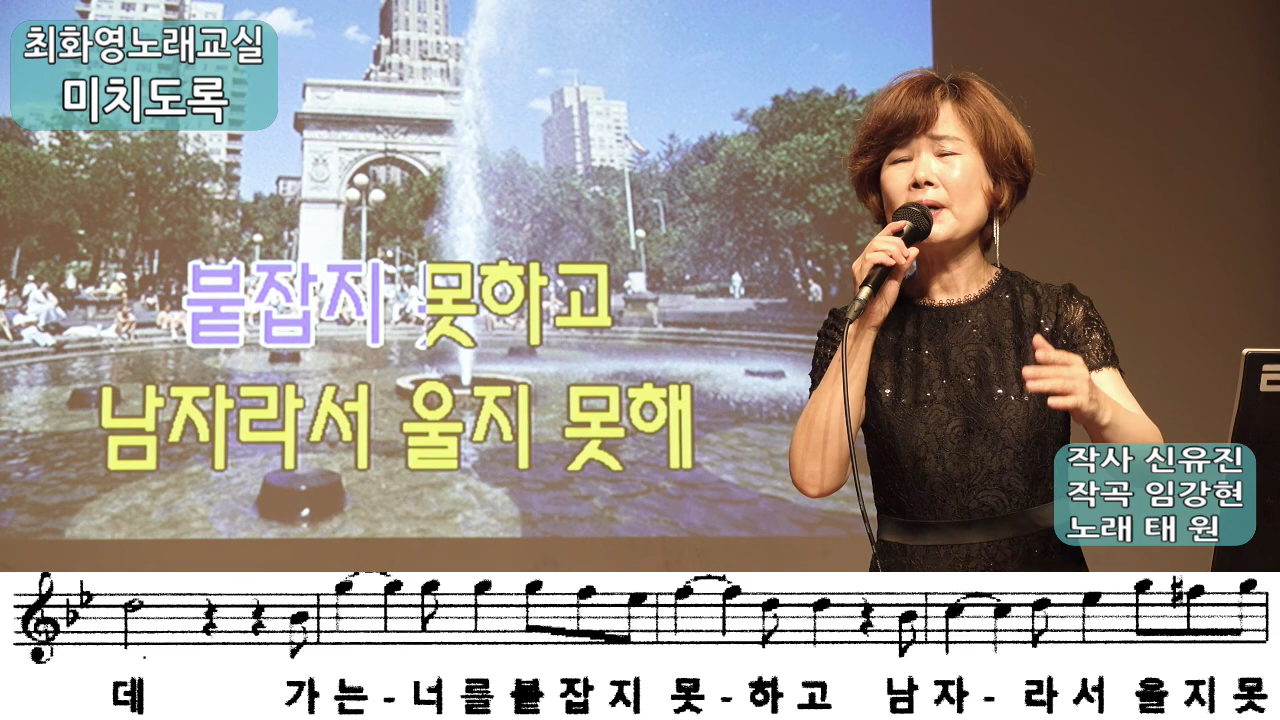 최화영노래교실
미치도록
붙잡지 못하고
남자라서 울지 못해
작사 신유진
작곡 임강현
노래 태 원
데 가는-너를붙잡지 못-하고 남자-라서 울지못